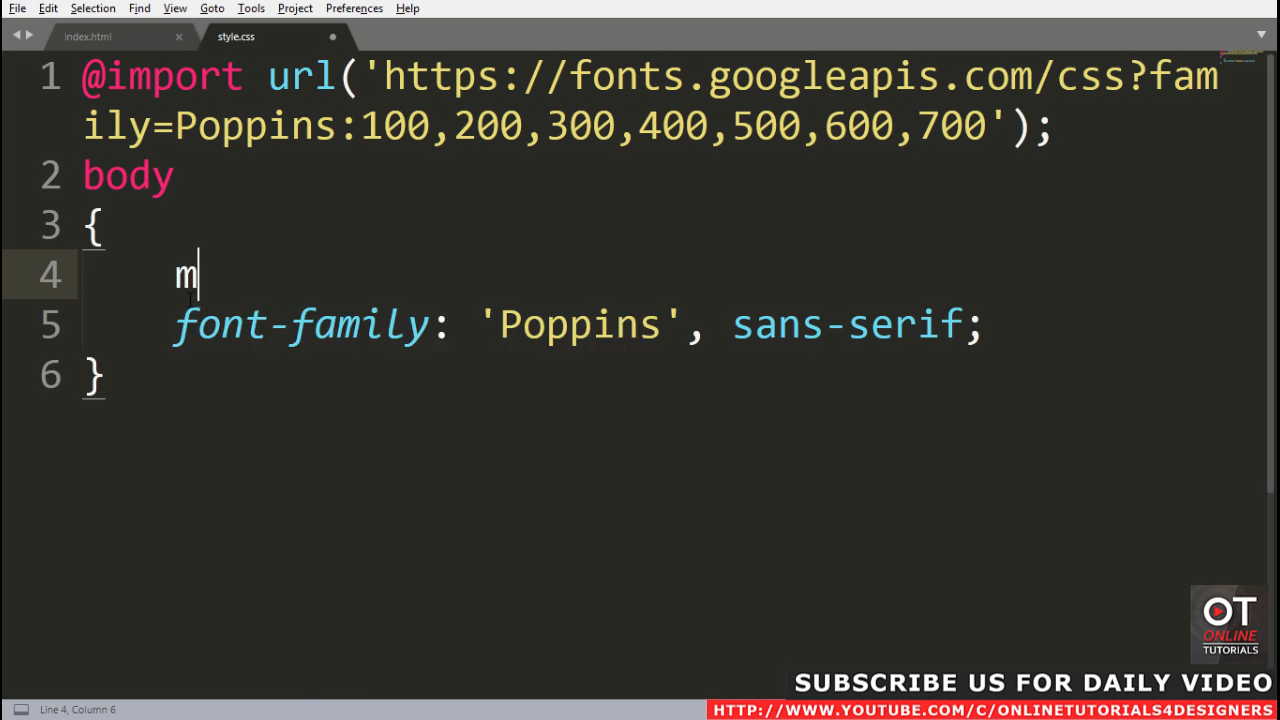 File Edit Selection Find View Goto Tools Project Preferences Help
index.html style.css
1 @import url('https://fonts.googleapis.com/css?fam
ily=Poppins:100,200,300,400,500,600,700');
2 body
3 {
4 m
5 font-family: 'Poppins', sans-serif;
6 }
OT
ONLINE
TUTORIALS
SUBSCRIBE US FOR DAILY VIDEO
Line 4, Column 6
HTTP://WWW.YOUTUBE.COM/C/ONLINETUTORIALS4DESIGNERS